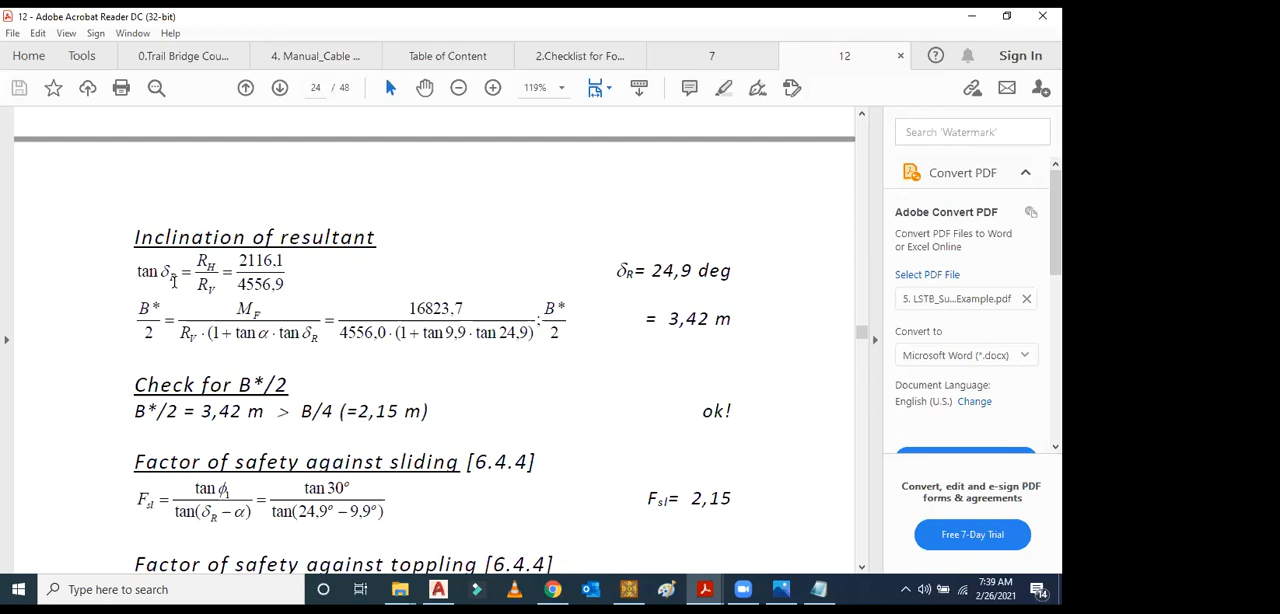 12 - Adobe Acrobat Reader DC (32-bit)
File Edit View Sign Window Help
Home Tools 0.Trail Bridge Cou... 4. Manual_Cable ... Table of Content 2.Checklist for Fo... 7 12 Sign In
24 / 48 119%
Search 'Watermark'
Convert PDF
Adobe Convert PDF
Convert PDF Files to Word
or Excel Online
Select PDF File
5. LSTB_Su...Example.pdf
Convert to
Microsoft Word (*.docx)
Document Language:
English (U.S.) Change
Convert, edit and e-sign PDF
forms & agreements
Free 7-Day Trial
Inclination of resultant
tan δR = RH / RV = 2116,1 / 4556,9 δR= 24,9 deg
B* / 2 = MF / RV · (1 + tan α · tan δR) = 16823,7 / 4556,0 · (1 + tan 9,9 · tan 24,9) ; B* / 2 = 3,42 m
Check for B*/2
B*/2 = 3,42 m > B/4 (=2,15 m) ok!
Factor of safety against sliding [6.4.4]
Fsl = tan ϕ1 / tan(δR − α) = tan 30° / tan(24,9° − 9,9°) Fsl= 2,15
Factor of safety against toppling [6.4.4]
Type here to search
7:39 AM
2/26/2021
14